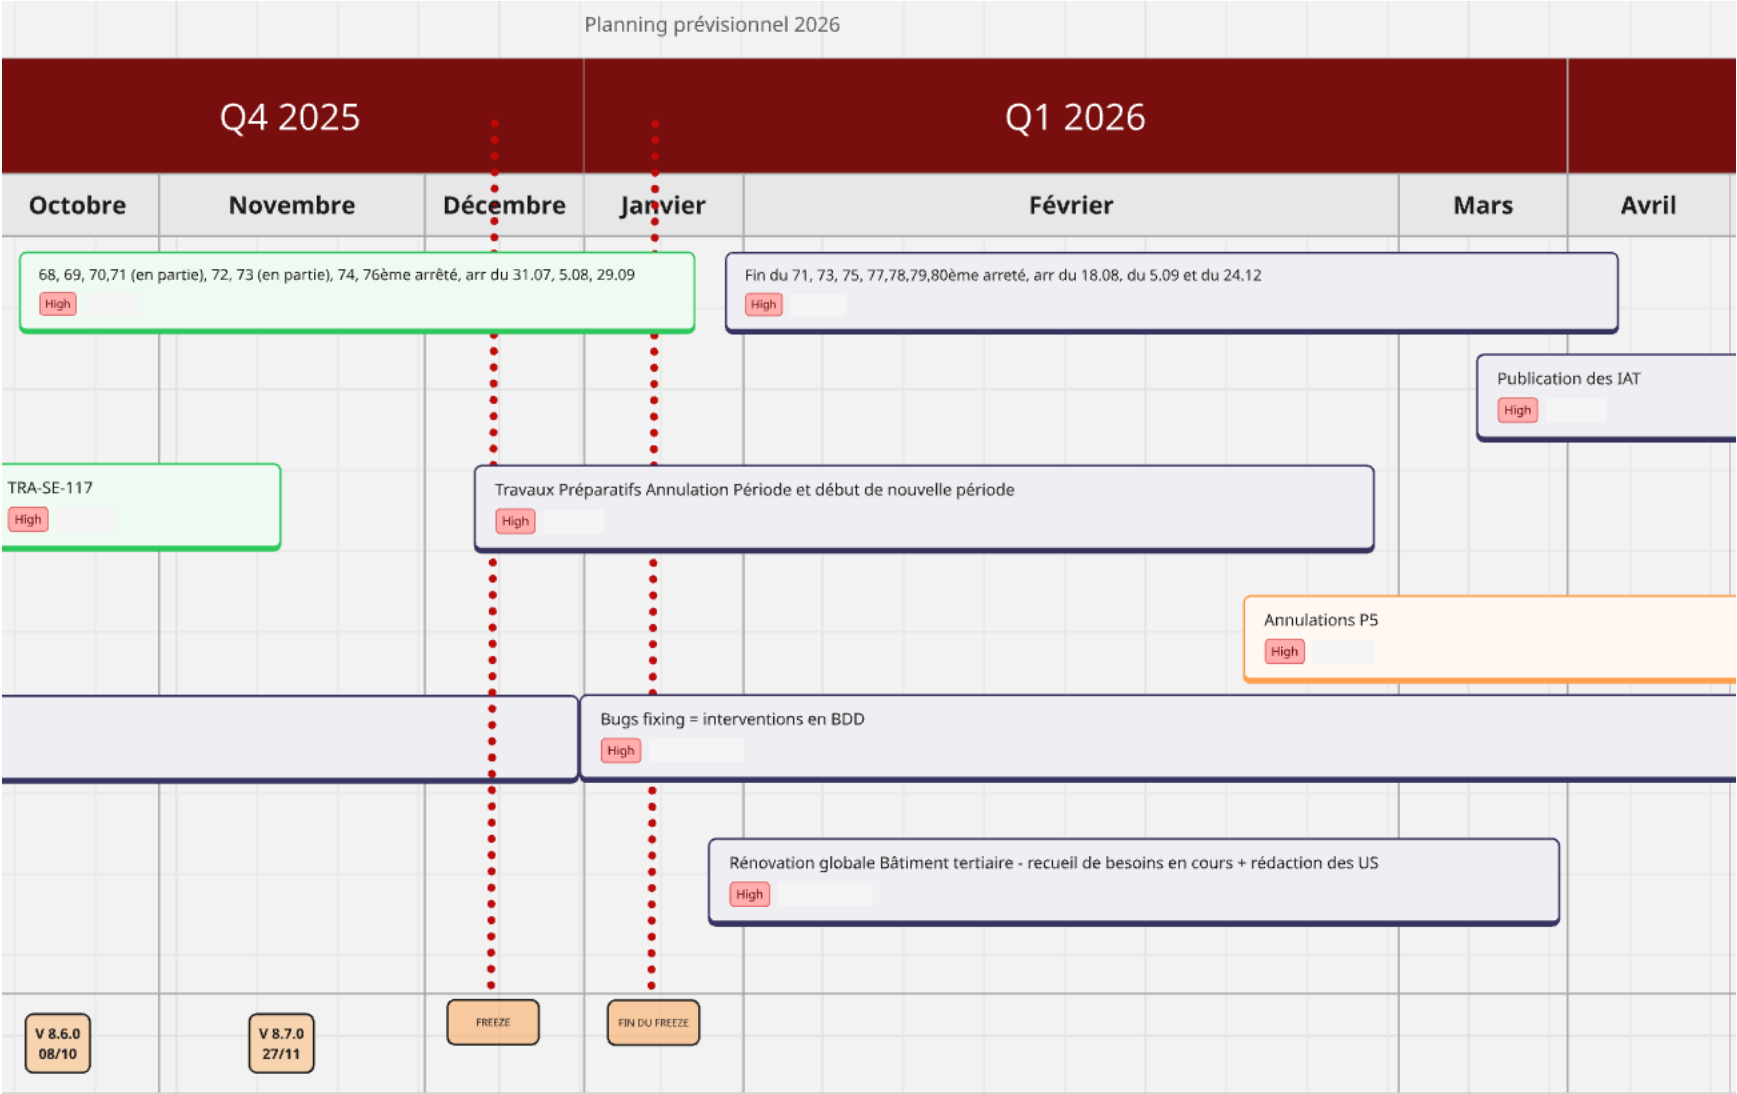 Planning prévisionnel 2026
Q4 2025
Q1 2026
Octobre
Novembre
Décembre
Janvier
Février
Mars
Avril
68, 69, 70,71 (en partie), 72, 73 (en partie), 74, 76ème arrêté, arr du 31.07, 5.08, 29.09
High
Fin du 71, 73, 75, 77,78,79,80ème arreté, arr du 18.08, du 5.09 et du 24.12
High
Publication des IAT
High
TRA-SE-117
High
Travaux Préparatifs Annulation Période et début de nouvelle période
High
Annulations P5
High
Bugs fixing = interventions en BDD
High
Rénovation globale Bâtiment tertiaire - recueil de besoins en cours + rédaction des US
High
V 8.6.0
08/10
V 8.7.0
27/11
FREEZE
FIN DU FREEZE